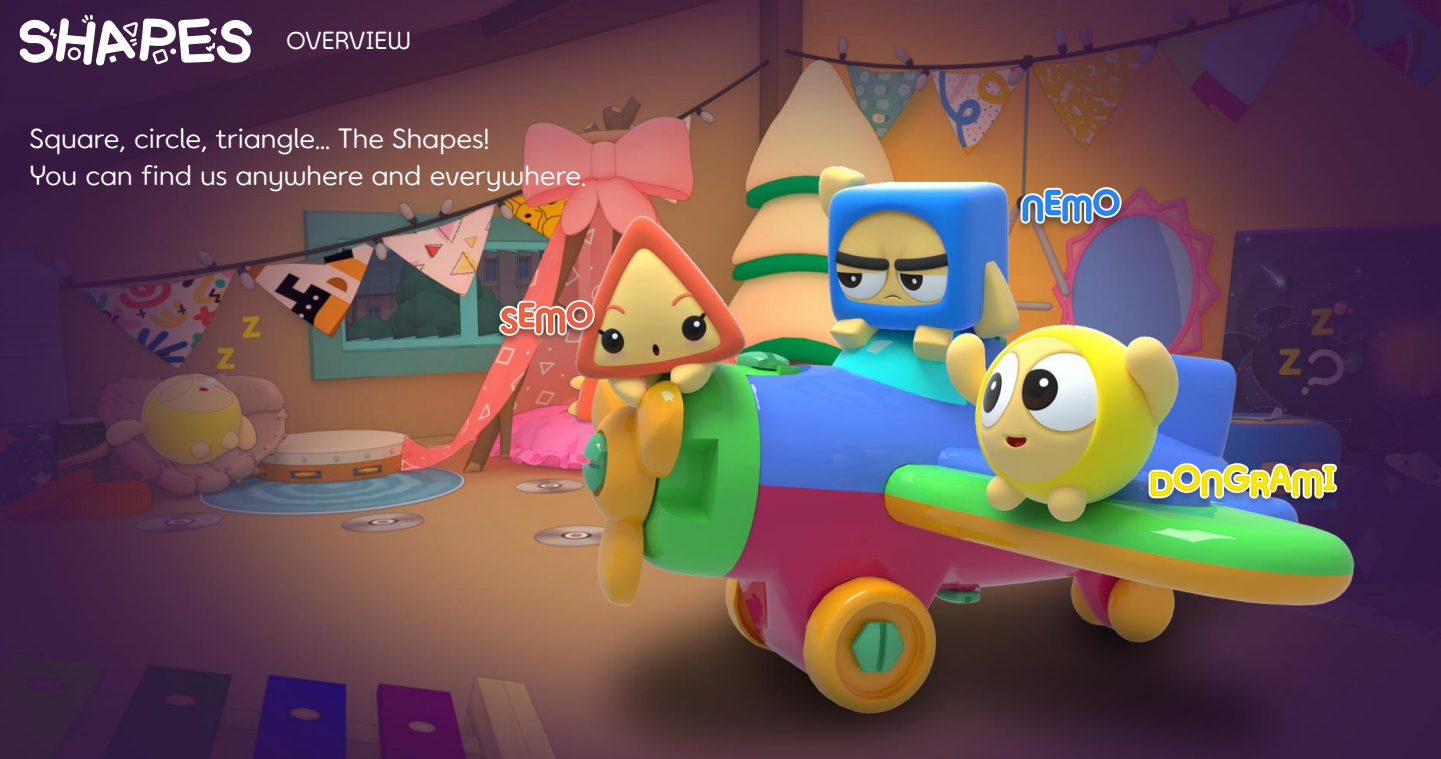 SHAPES OVERVIEW
Square, circle, triangle... The Shapes!
You can find us anywhere and everywhere.
NEMO
SEMO
DONGRAMI
Z
Z
Z
Z ?